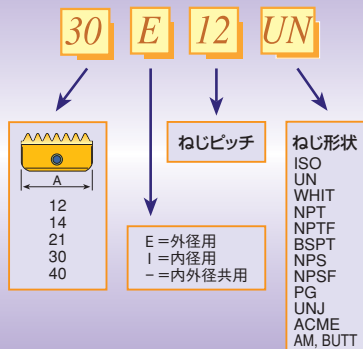 30 E 12 UN
A
12
14
21
30
40
E＝外径用
I＝内径用
－＝内外径共用
ねじピッチ
ねじ形状
ISO
UN
WHIT
NPT
NPTF
BSPT
NPS
NPSF
PG
UNJ
ACME
AM, BUTT